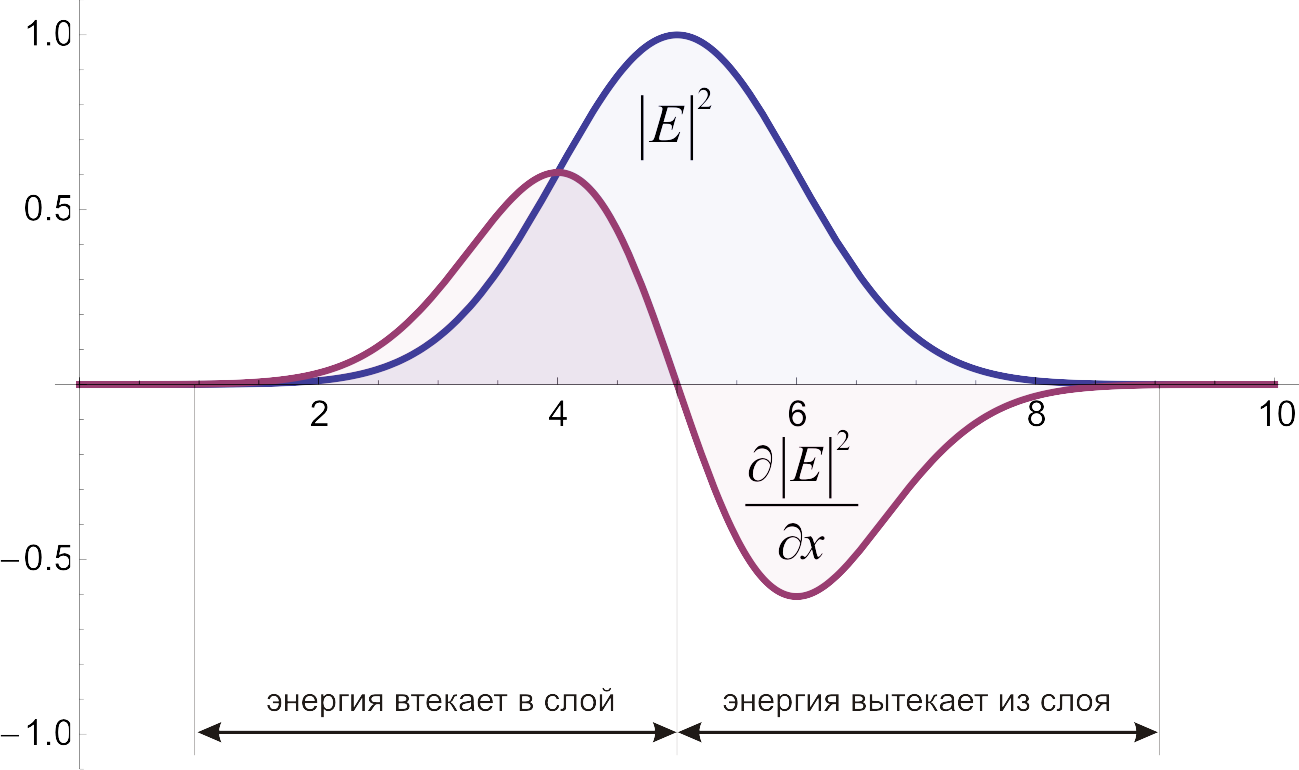 1.0
|E|²
0.5
2 4 6 8 10
∂|E|²
∂x
−0.5
энергия втекает в слой энергия вытекает из слоя
−1.0